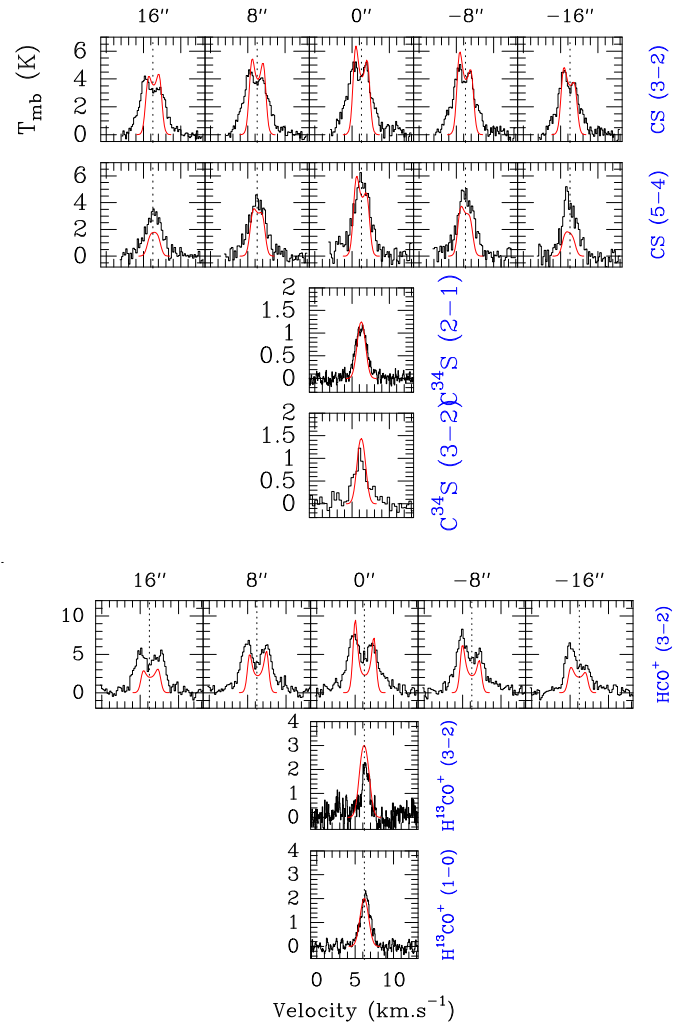 16″ 8″ 0″ −8″ −16″
T_mb (K)
6
4
2
0
CS (3−2)
6
4
2
0
CS (5−4)
2
1.5
1
0.5
0
C³⁴S (2−1)
2
1.5
1
0.5
0
C³⁴S (3−2)
16″ 8″ 0″ −8″ −16″
10
5
0
HCO⁺ (3−2)
4
3
2
1
0
H¹³CO⁺ (3−2)
4
3
2
1
0
H¹³CO⁺ (1−0)
0 5 10
Velocity (km.s⁻¹)